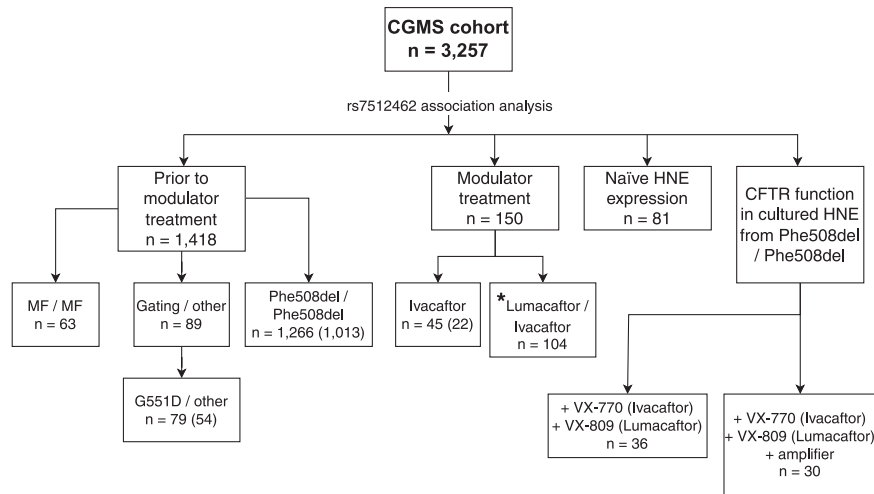 CGMS cohort
n = 3,257
rs7512462 association analysis
Prior to
modulator
treatment
n = 1,418
Modulator
treatment
n = 150
Naïve HNE
expression
n = 81
CFTR function
in cultured HNE
from Phe508del
/ Phe508del
MF / MF
n = 63
Gating / other
n = 89
Phe508del /
Phe508del
n = 1,266 (1,013)
Ivacaftor
n = 45 (22)
*Lumacaftor /
Ivacaftor
n = 104
G551D / other
n = 79 (54)
+ VX-770 (Ivacaftor)
+ VX-809 (Lumacaftor)
n = 36
+ VX-770 (Ivacaftor)
+ VX-809 (Lumacaftor)
+ amplifier
n = 30